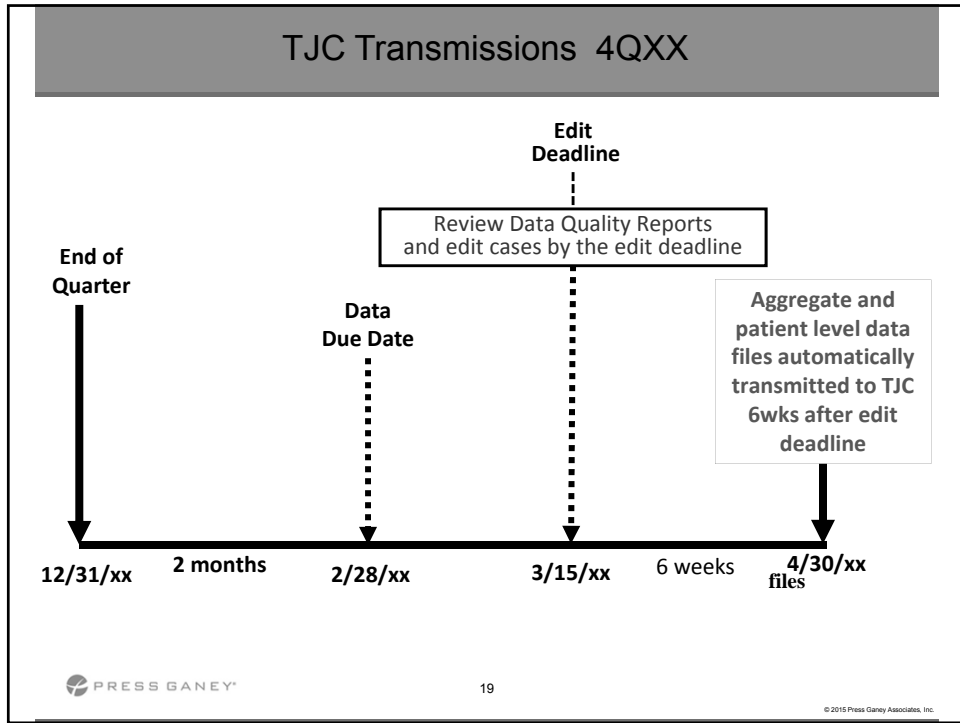 TJC Transmissions 4QXX
Edit
Deadline
Review Data Quality Reports
and edit cases by the edit deadline
End of
Quarter
Data
Due Date
Aggregate and
patient level data
files automatically
transmitted to TJC
6wks after edit
deadline
12/31/xx
2 months
2/28/xx
3/15/xx
6 weeks
4/30/xx
files
PRESS GANEY®
19
© 2015 Press Ganey Associates, Inc.